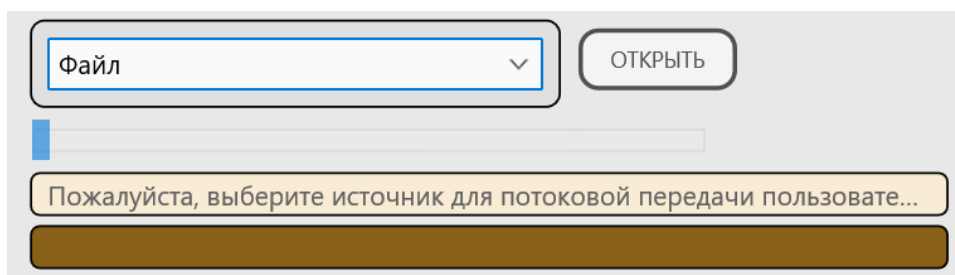 Файл
ОТКРЫТЬ
Пожалуйста, выберите источник для потоковой передачи пользовате...